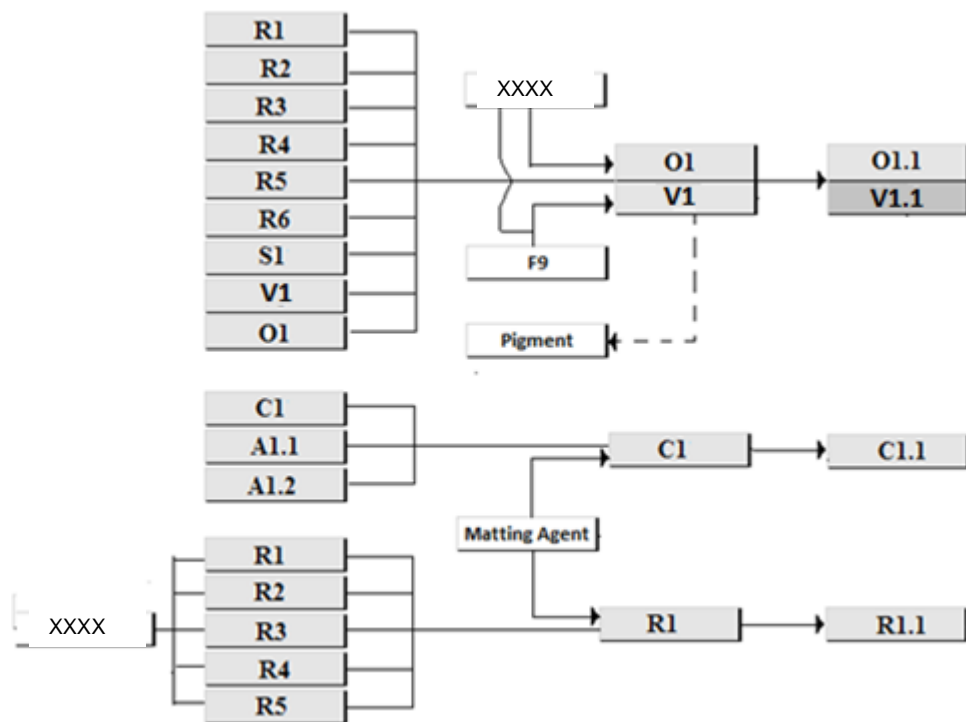 R1
R2
R3
R4
R5
R6
S1
V1
O1
XXXX
F9
Pigment
O1
V1
O1.1
V1.1
C1
A1.1
A1.2
Matting Agent
C1
C1.1
XXXX
R1
R2
R3
R4
R5
R1
R1.1